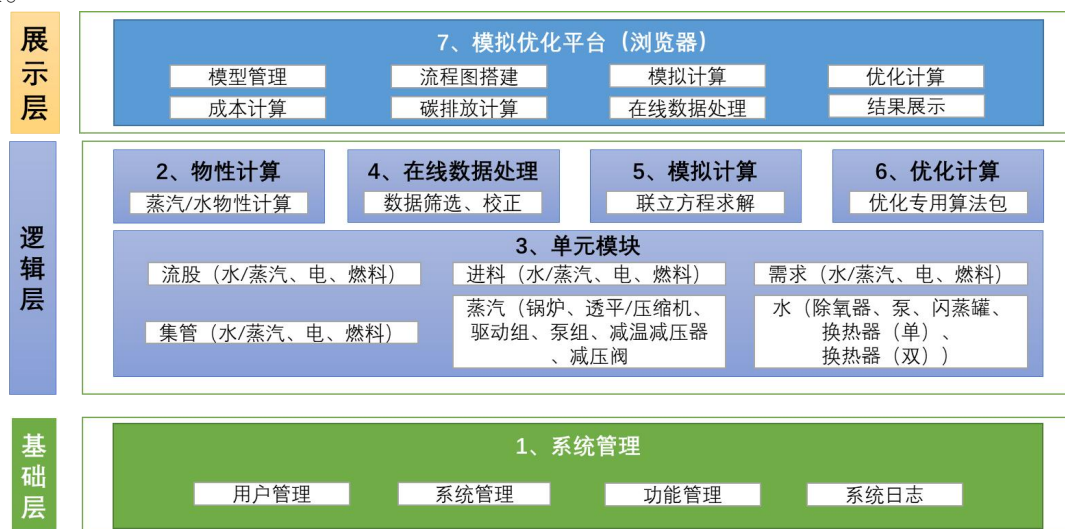 展示层
7、模拟优化平台（浏览器）
模型管理
流程图搭建
模拟计算
优化计算
成本计算
碳排放计算
在线数据处理
结果展示
逻辑层
2、物性计算
蒸汽/水物性计算
4、在线数据处理
数据筛选、校正
5、模拟计算
联立方程求解
6、优化计算
优化专用算法包
3、单元模块
流股（水/蒸汽、电、燃料）
进料（水/蒸汽、电、燃料）
需求（水/蒸汽、电、燃料）
集管（水/蒸汽、电、燃料）
蒸汽（锅炉、透平/压缩机、
驱动组、泵组、减温减压器
、减压阀
水（除氧器、泵、闪蒸罐、
换热器（单）、
换热器（双））
基础层
1、系统管理
用户管理
系统管理
功能管理
系统日志